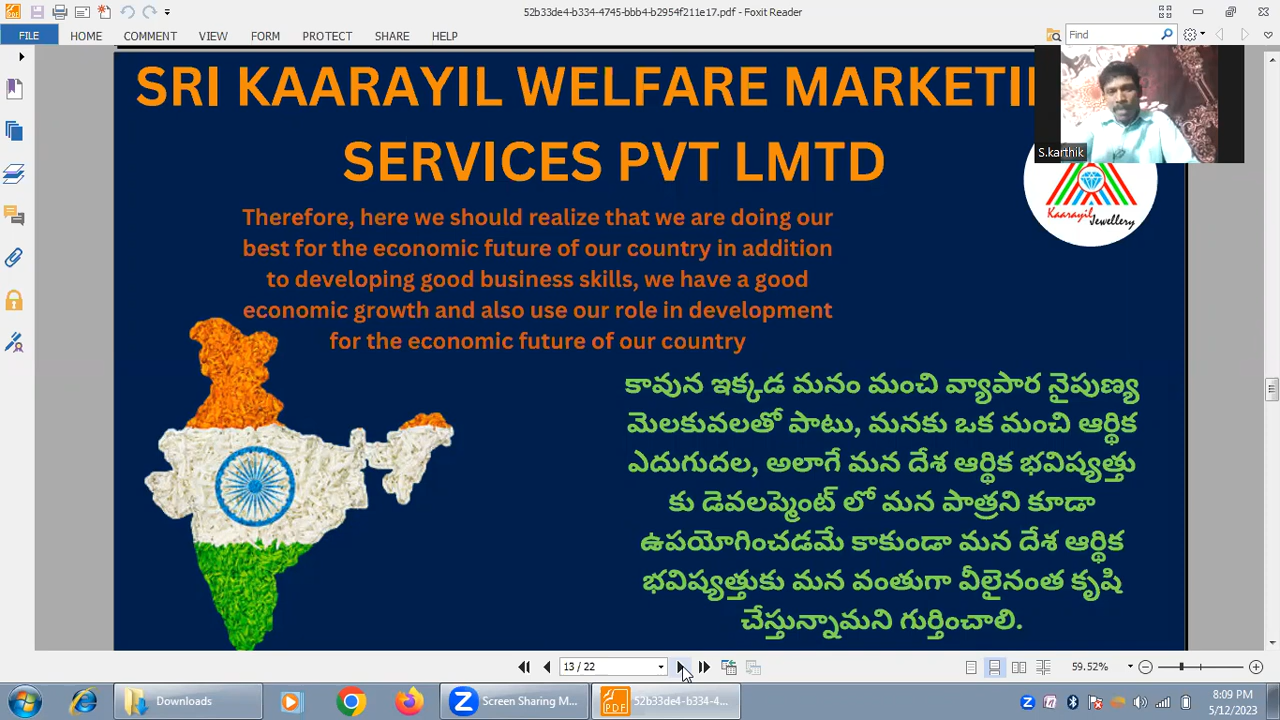 52b33de4-b334-4745-bbb4-b2954f211e17.pdf - Foxit Reader
FILE HOME COMMENT VIEW FORM PROTECT SHARE HELP
Find
SRI KAARAYIL WELFARE MARKETI
SERVICES PVT LMTD
S.karthik
Kaarayil Jewellery
Therefore, here we should realize that we are doing our
best for the economic future of our country in addition
to developing good business skills, we have a good
economic growth and also use our role in development
for the economic future of our country
కావున ఇక్కడ మనం మంచి వ్యాపార నైపుణ్య
మెలకువలతో పాటు, మనకు ఒక మంచి ఆర్థిక
ఎదుగుదల, అలాగే మన దేశ ఆర్థిక భవిష్యత్తు
కు డెవలప్మెంట్ లో మన పాత్రని కూడా
ఉపయోగించడమే కాకుండా మన దేశ ఆర్థిక
భవిష్యత్తుకు మన వంతుగా వీలైనంత కృషి
చేస్తున్నామని గుర్తించాలి.
13 / 22
59.52%
Downloads
Screen Sharing M...
52b33de4-b334-4...
8:09 PM
5/12/2023